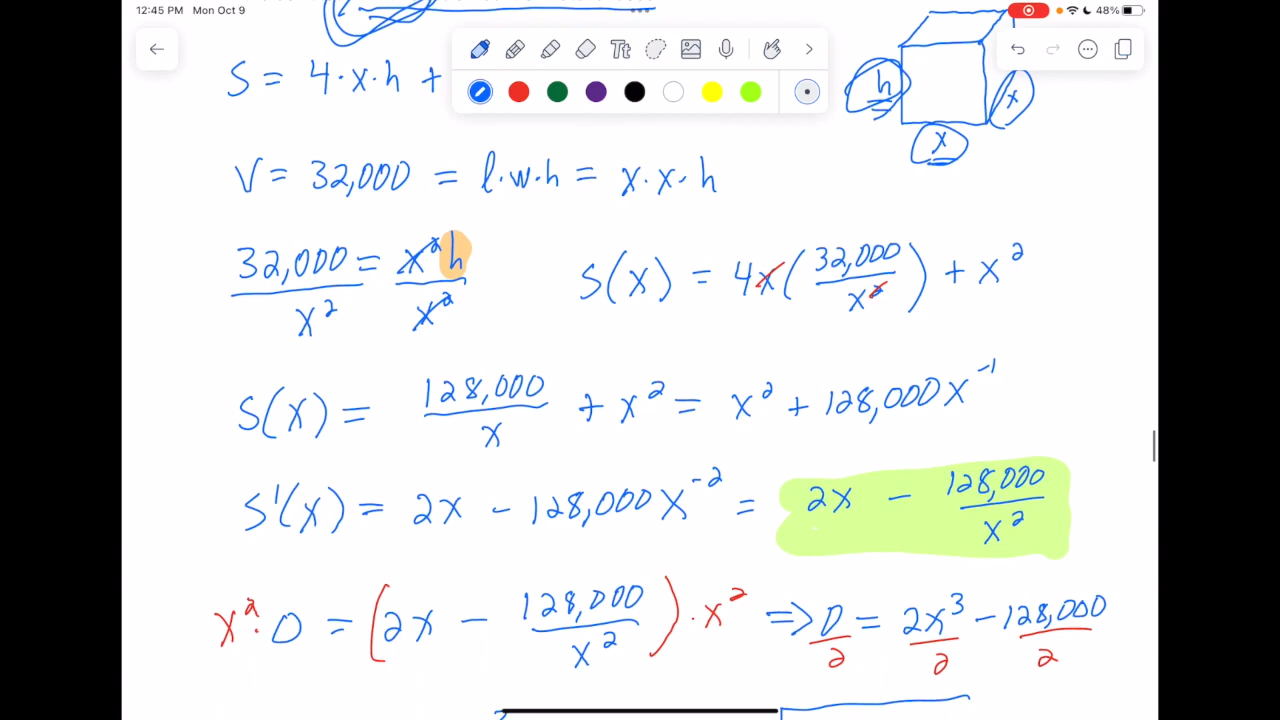 12:45 PM Mon Oct 9
48%
Tt
S = 4·x·h +
h
x
x
V = 32,000 = l·w·h = x·x·h
32,000/x² = x²h/x²
S(x) = 4x(32,000/x²) + x²
S(x) = 128,000/x + x² = x² + 128,000x⁻¹
S'(x) = 2x − 128,000x⁻² = 2x − 128,000/x²
x²·0 = (2x − 128,000/x²)·x² ⇒ 0/2 = 2x³/2 − 128,000/2